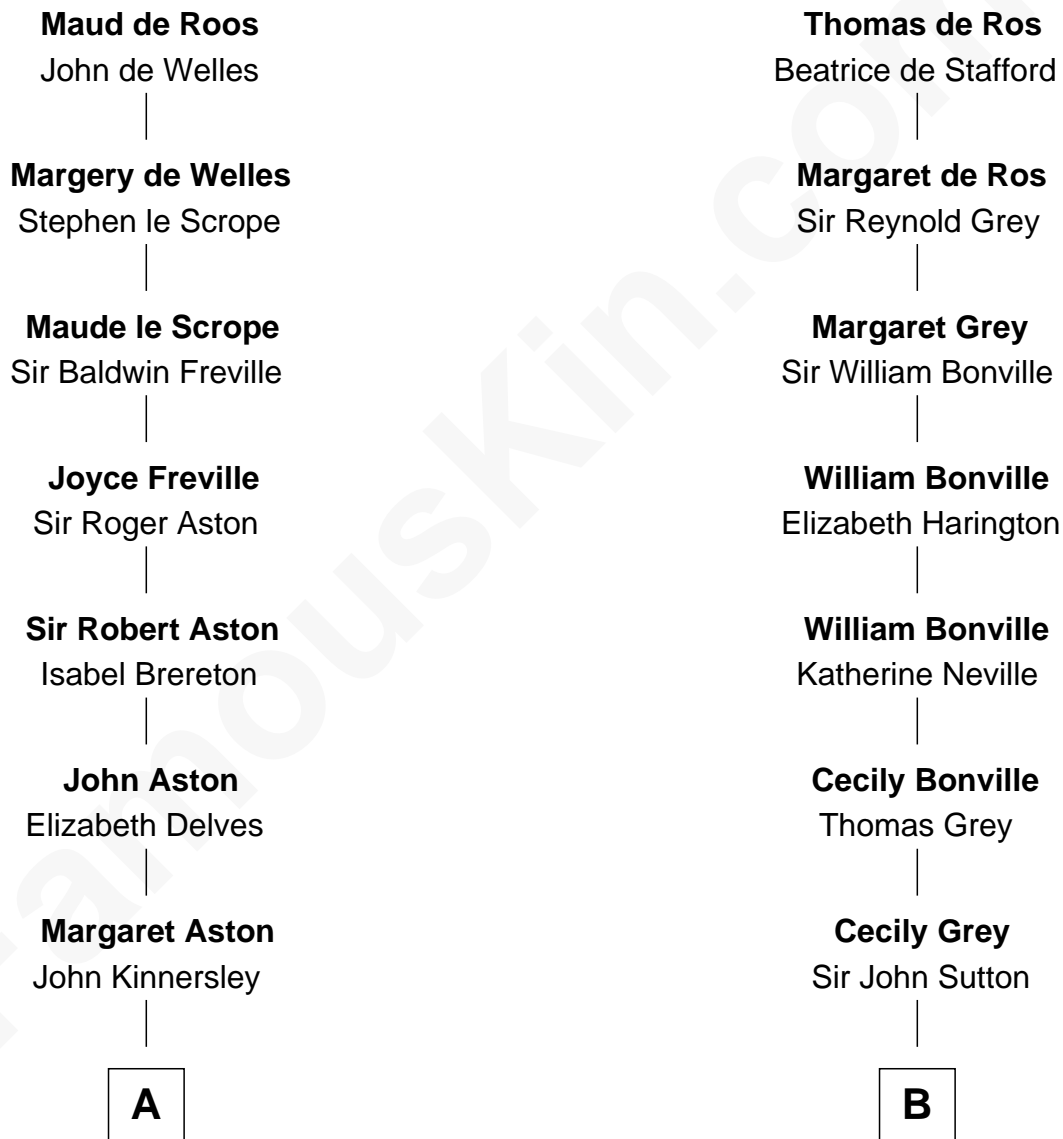 Maud de Roos
John de Welles
Margery de Welles
Stephen le Scrope
Maude le Scrope
Sir Baldwin Freville
Joyce Freville
Sir Roger Aston
Sir Robert Aston
Isabel Brereton
John Aston
Elizabeth Delves
Margaret Aston
John Kinnersley
A
Thomas de Ros
Beatrice de Stafford
Margaret de Ros
Sir Reynold Grey
Margaret Grey
Sir William Bonville
William Bonville
Elizabeth Harington
William Bonville
Katherine Neville
Cecily Bonville
Thomas Grey
Cecily Grey
Sir John Sutton
B
FamousKin.com